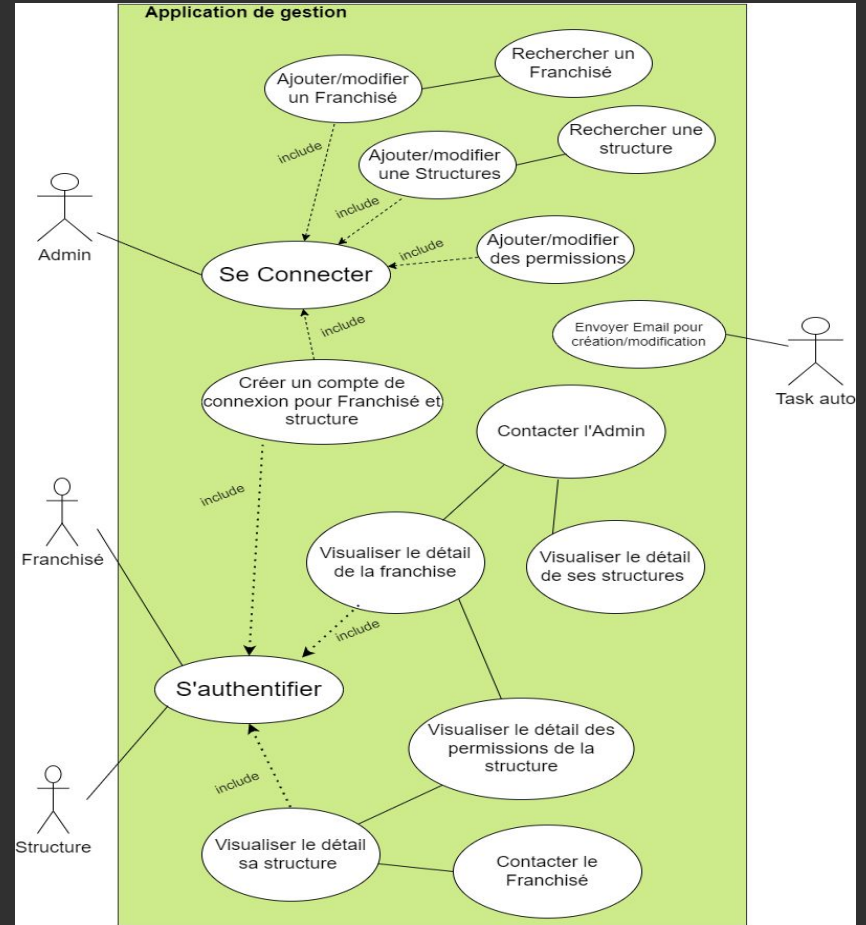 Application de gestion
Rechercher un
Franchisé
Ajouter/modifier
un Franchisé
Rechercher une
structure
include
Ajouter/modifier
une Structures
include
Admin
Ajouter/modifier
des permissions
include
Se Connecter
include
Envoyer Email pour
création/modification
Task auto
Créer un compte de
connexion pour Franchisé et
structure
Contacter l'Admin
include
Franchisé
Visualiser le détail
de la franchise
Visualiser le détail
de ses structures
include
S'authentifier
Visualiser le détail des
permissions de la
structure
include
Structure
Visualiser le détail
sa structure
Contacter le
Franchisé